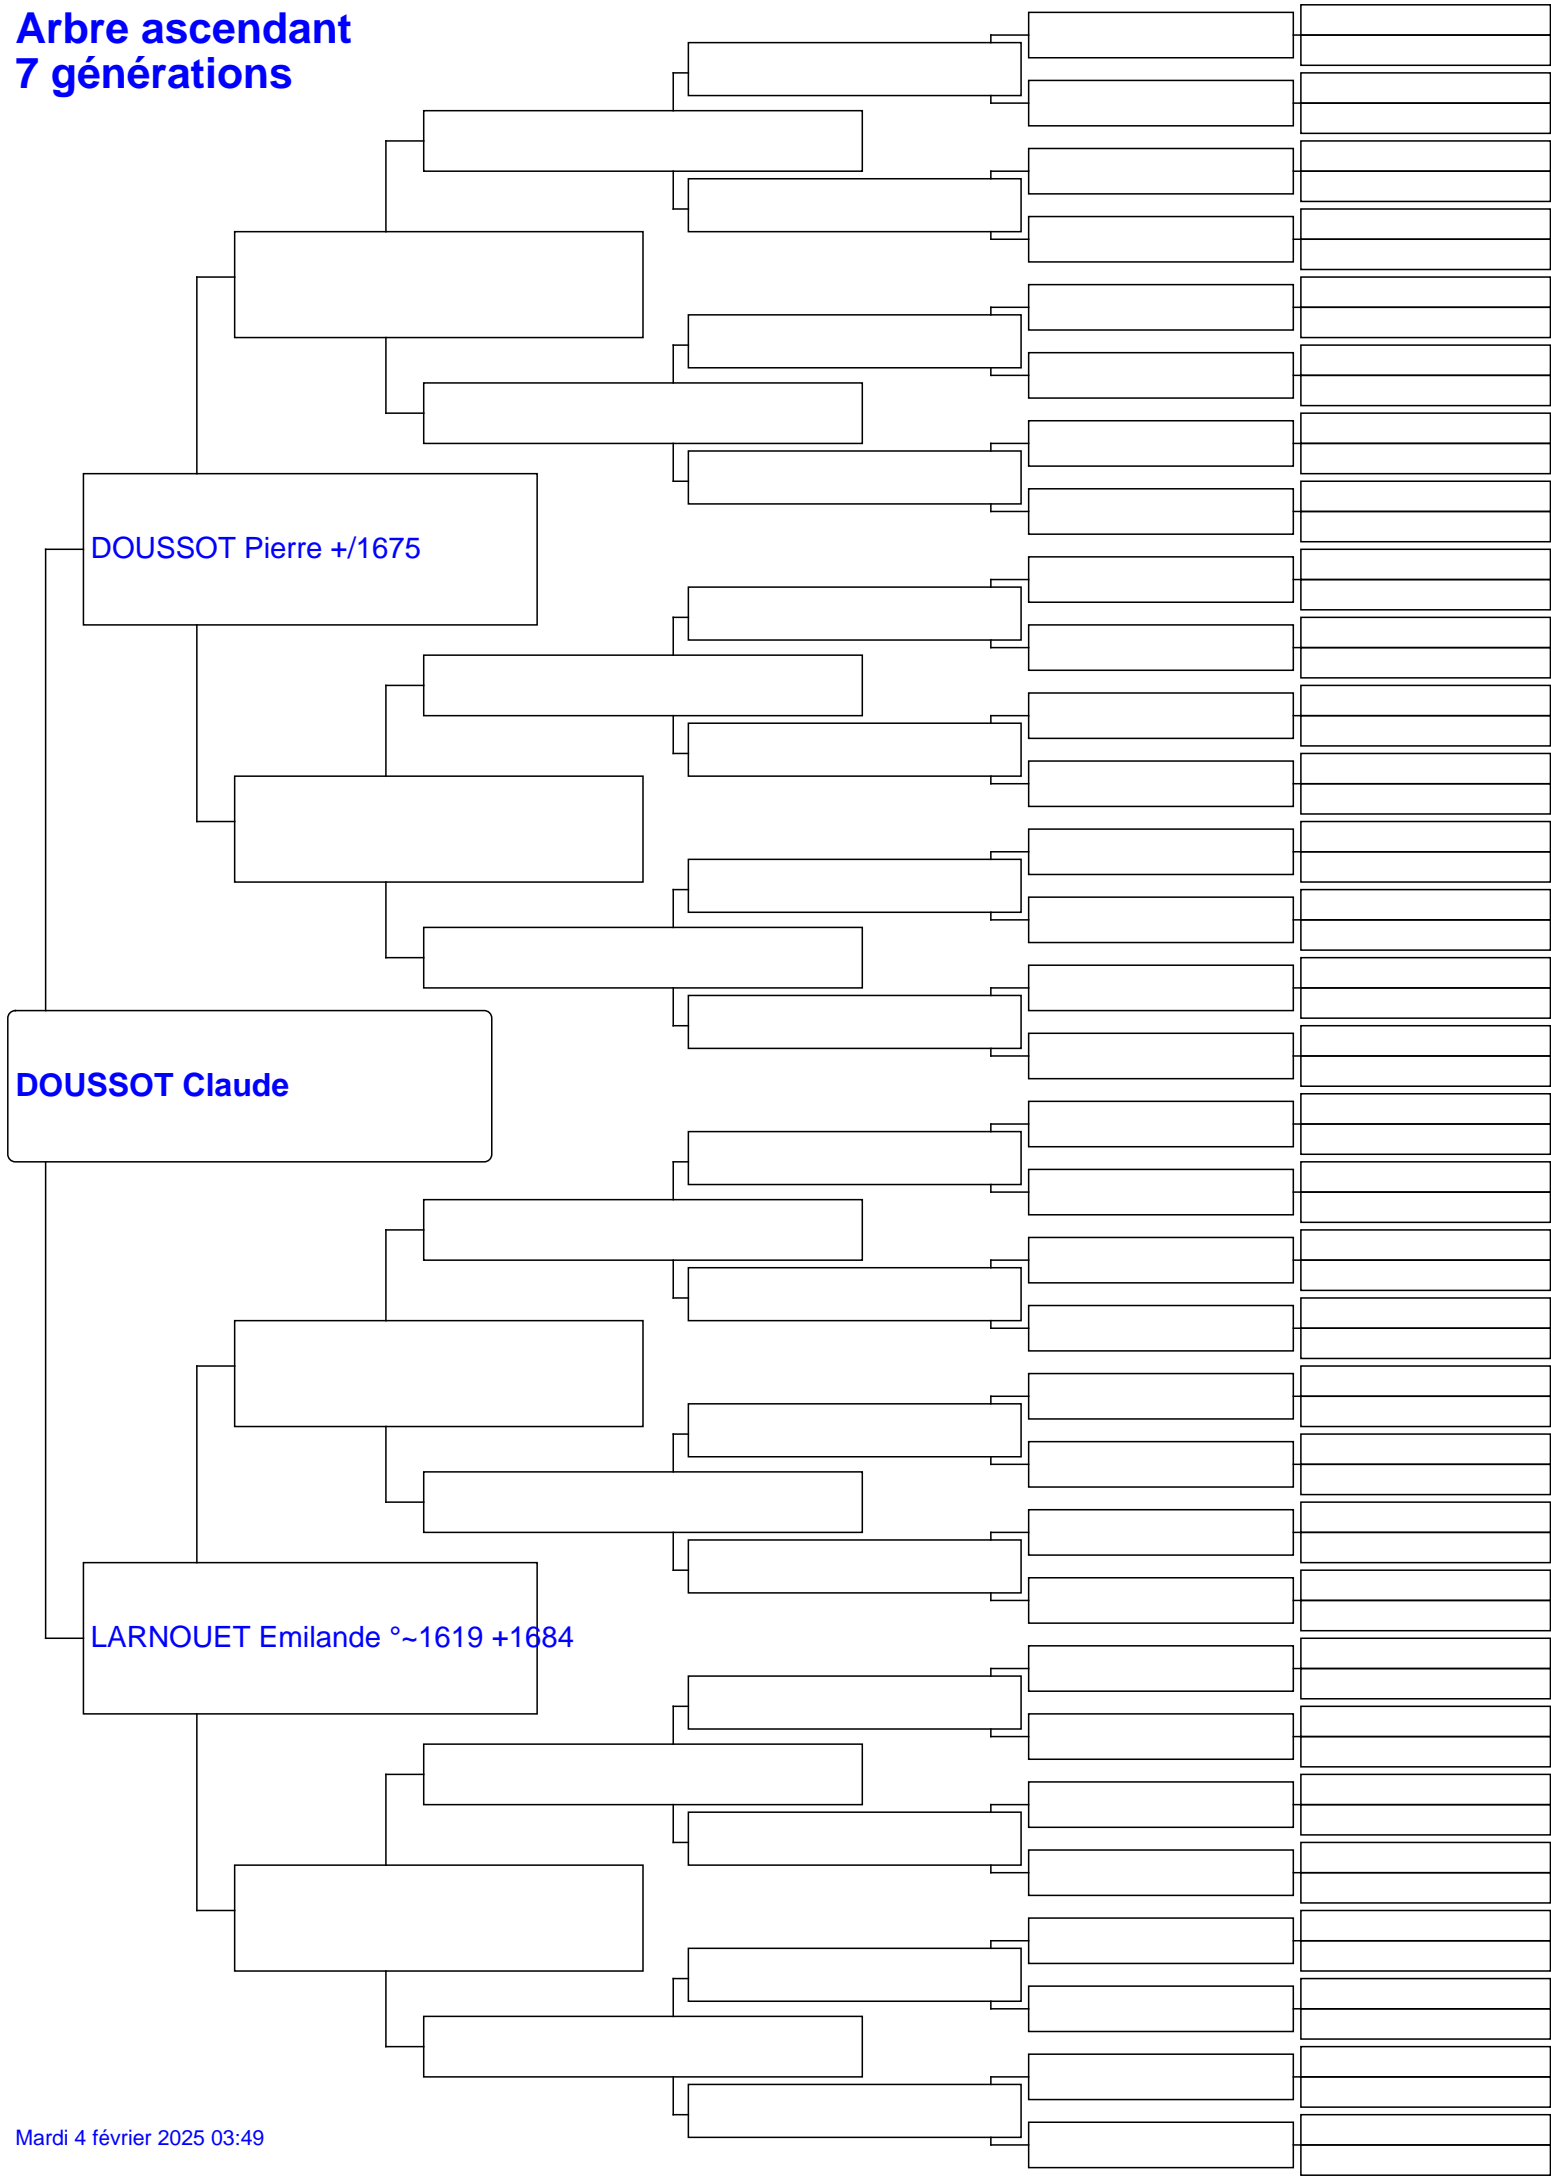 Arbre ascendant
7 générations
DOUSSOT Pierre +/1675
DOUSSOT Claude
LARNOUET Emilande °~1619 +1684
Mardi 4 février 2025 03:49